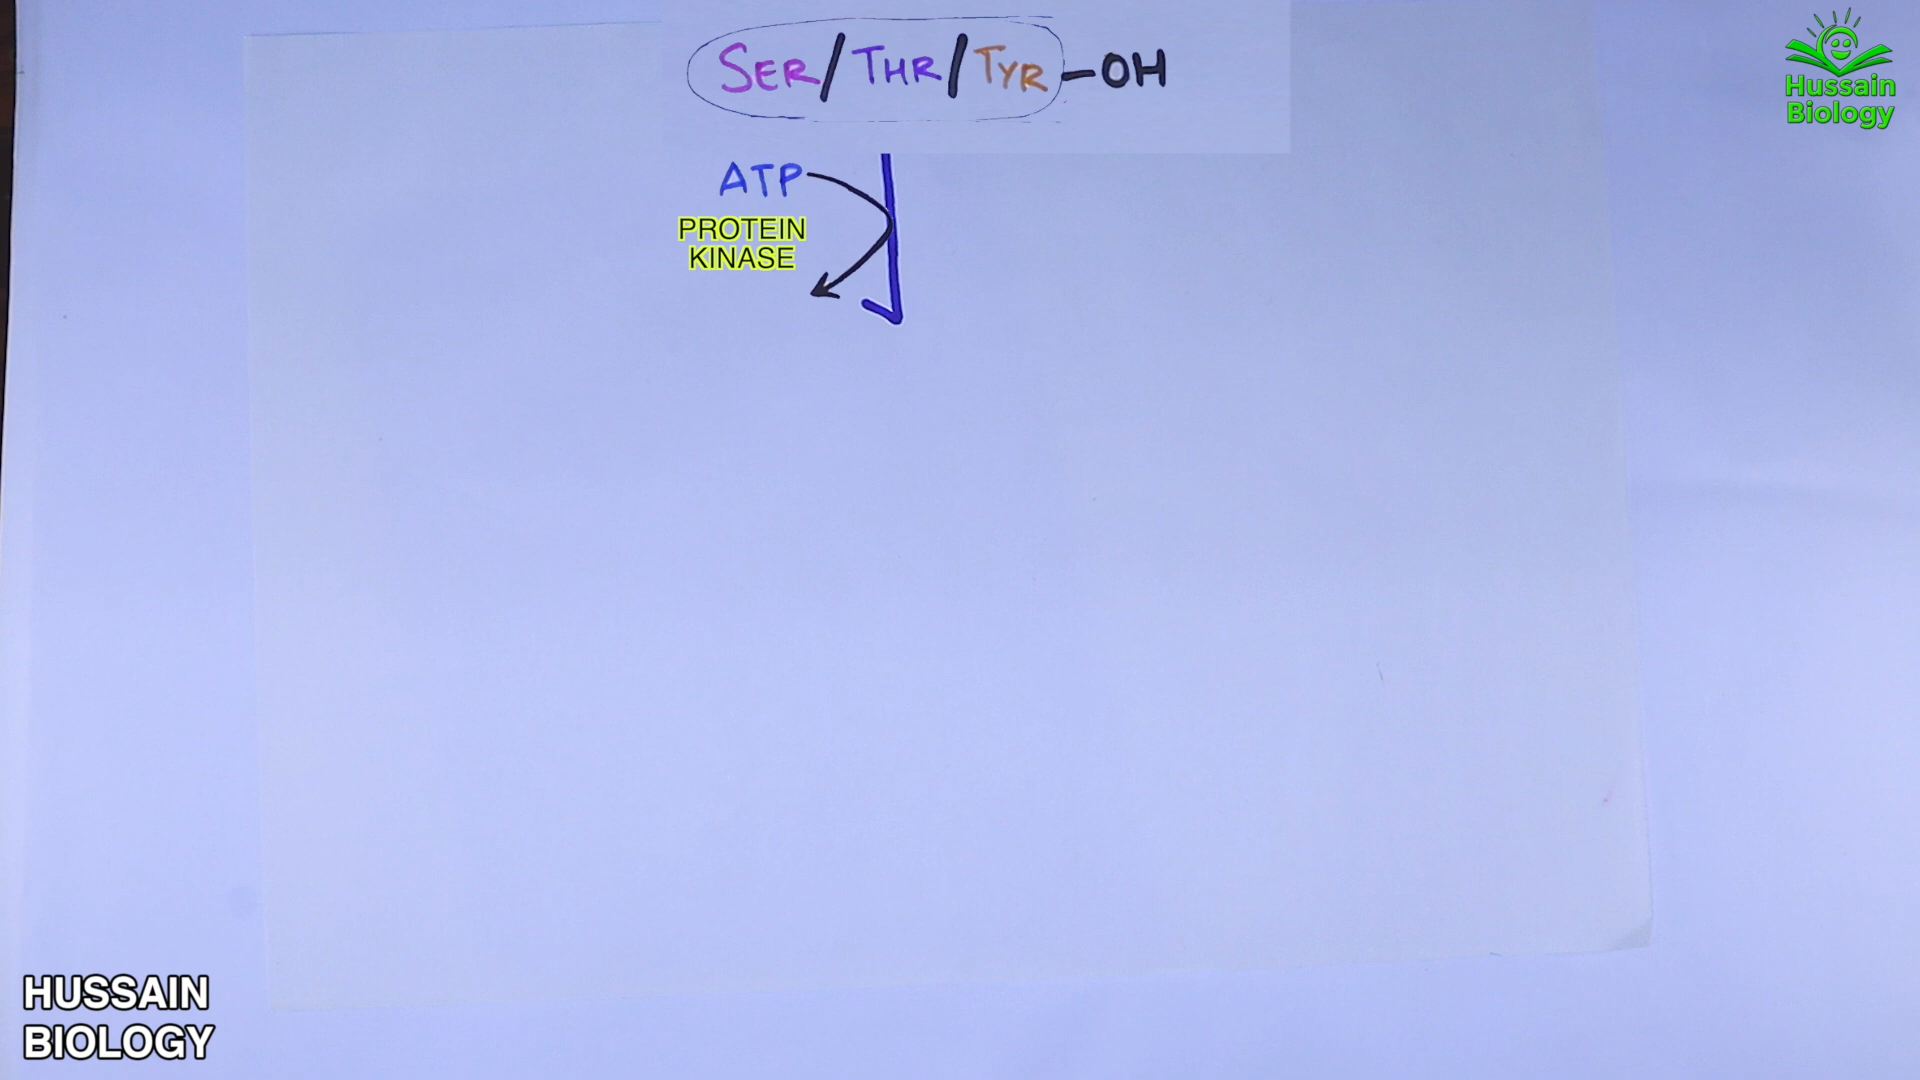 SER/THR/TYR-OH
ATP
PROTEIN
KINASE
Hussain
Biology
HUSSAIN
BIOLOGY